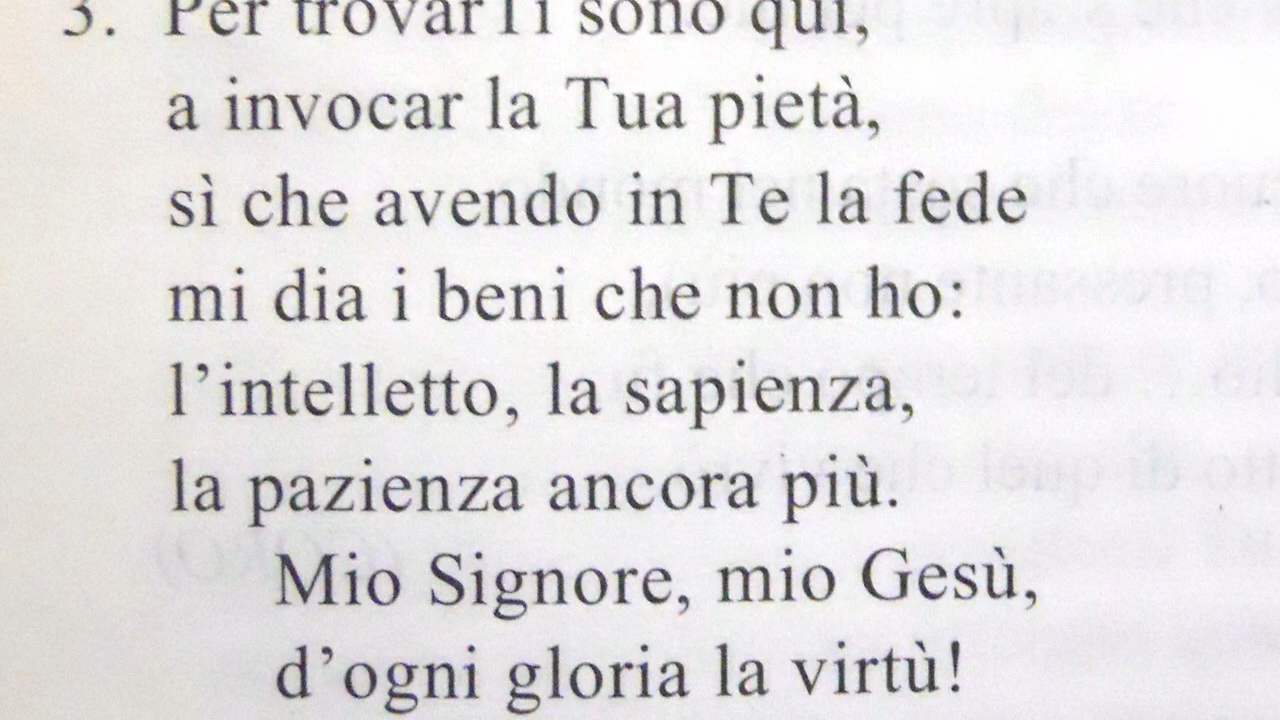 3. Per trovarTi sono qui,
a invocar la Tua pietà,
sì che avendo in Te la fede
mi dia i beni che non ho:
l’intelletto, la sapienza,
la pazienza ancora più.
Mio Signore, mio Gesù,
d’ogni gloria la virtù!